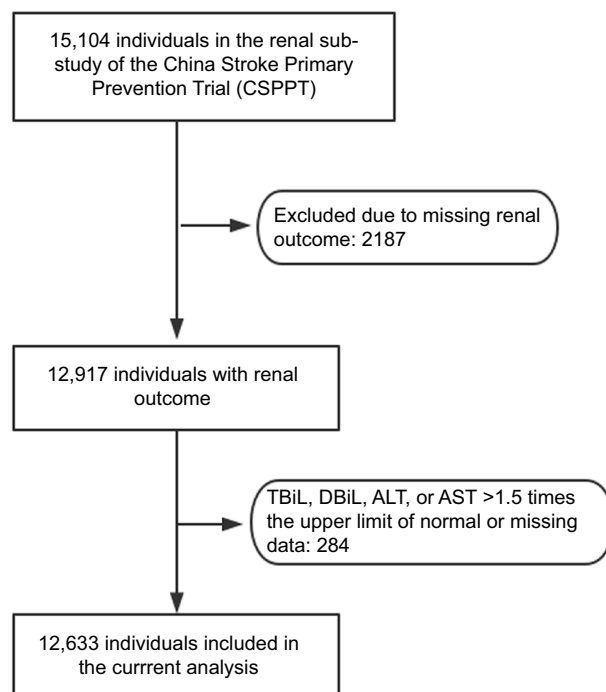 15,104 individuals in the renal sub-
study of the China Stroke Primary
Prevention Trial (CSPPT)
Excluded due to missing renal
outcome: 2187
12,917 individuals with renal
outcome
TBiL, DBiL, ALT, or AST >1.5 times
the upper limit of normal or missing
data: 284
12,633 individuals included in
the currrent analysis